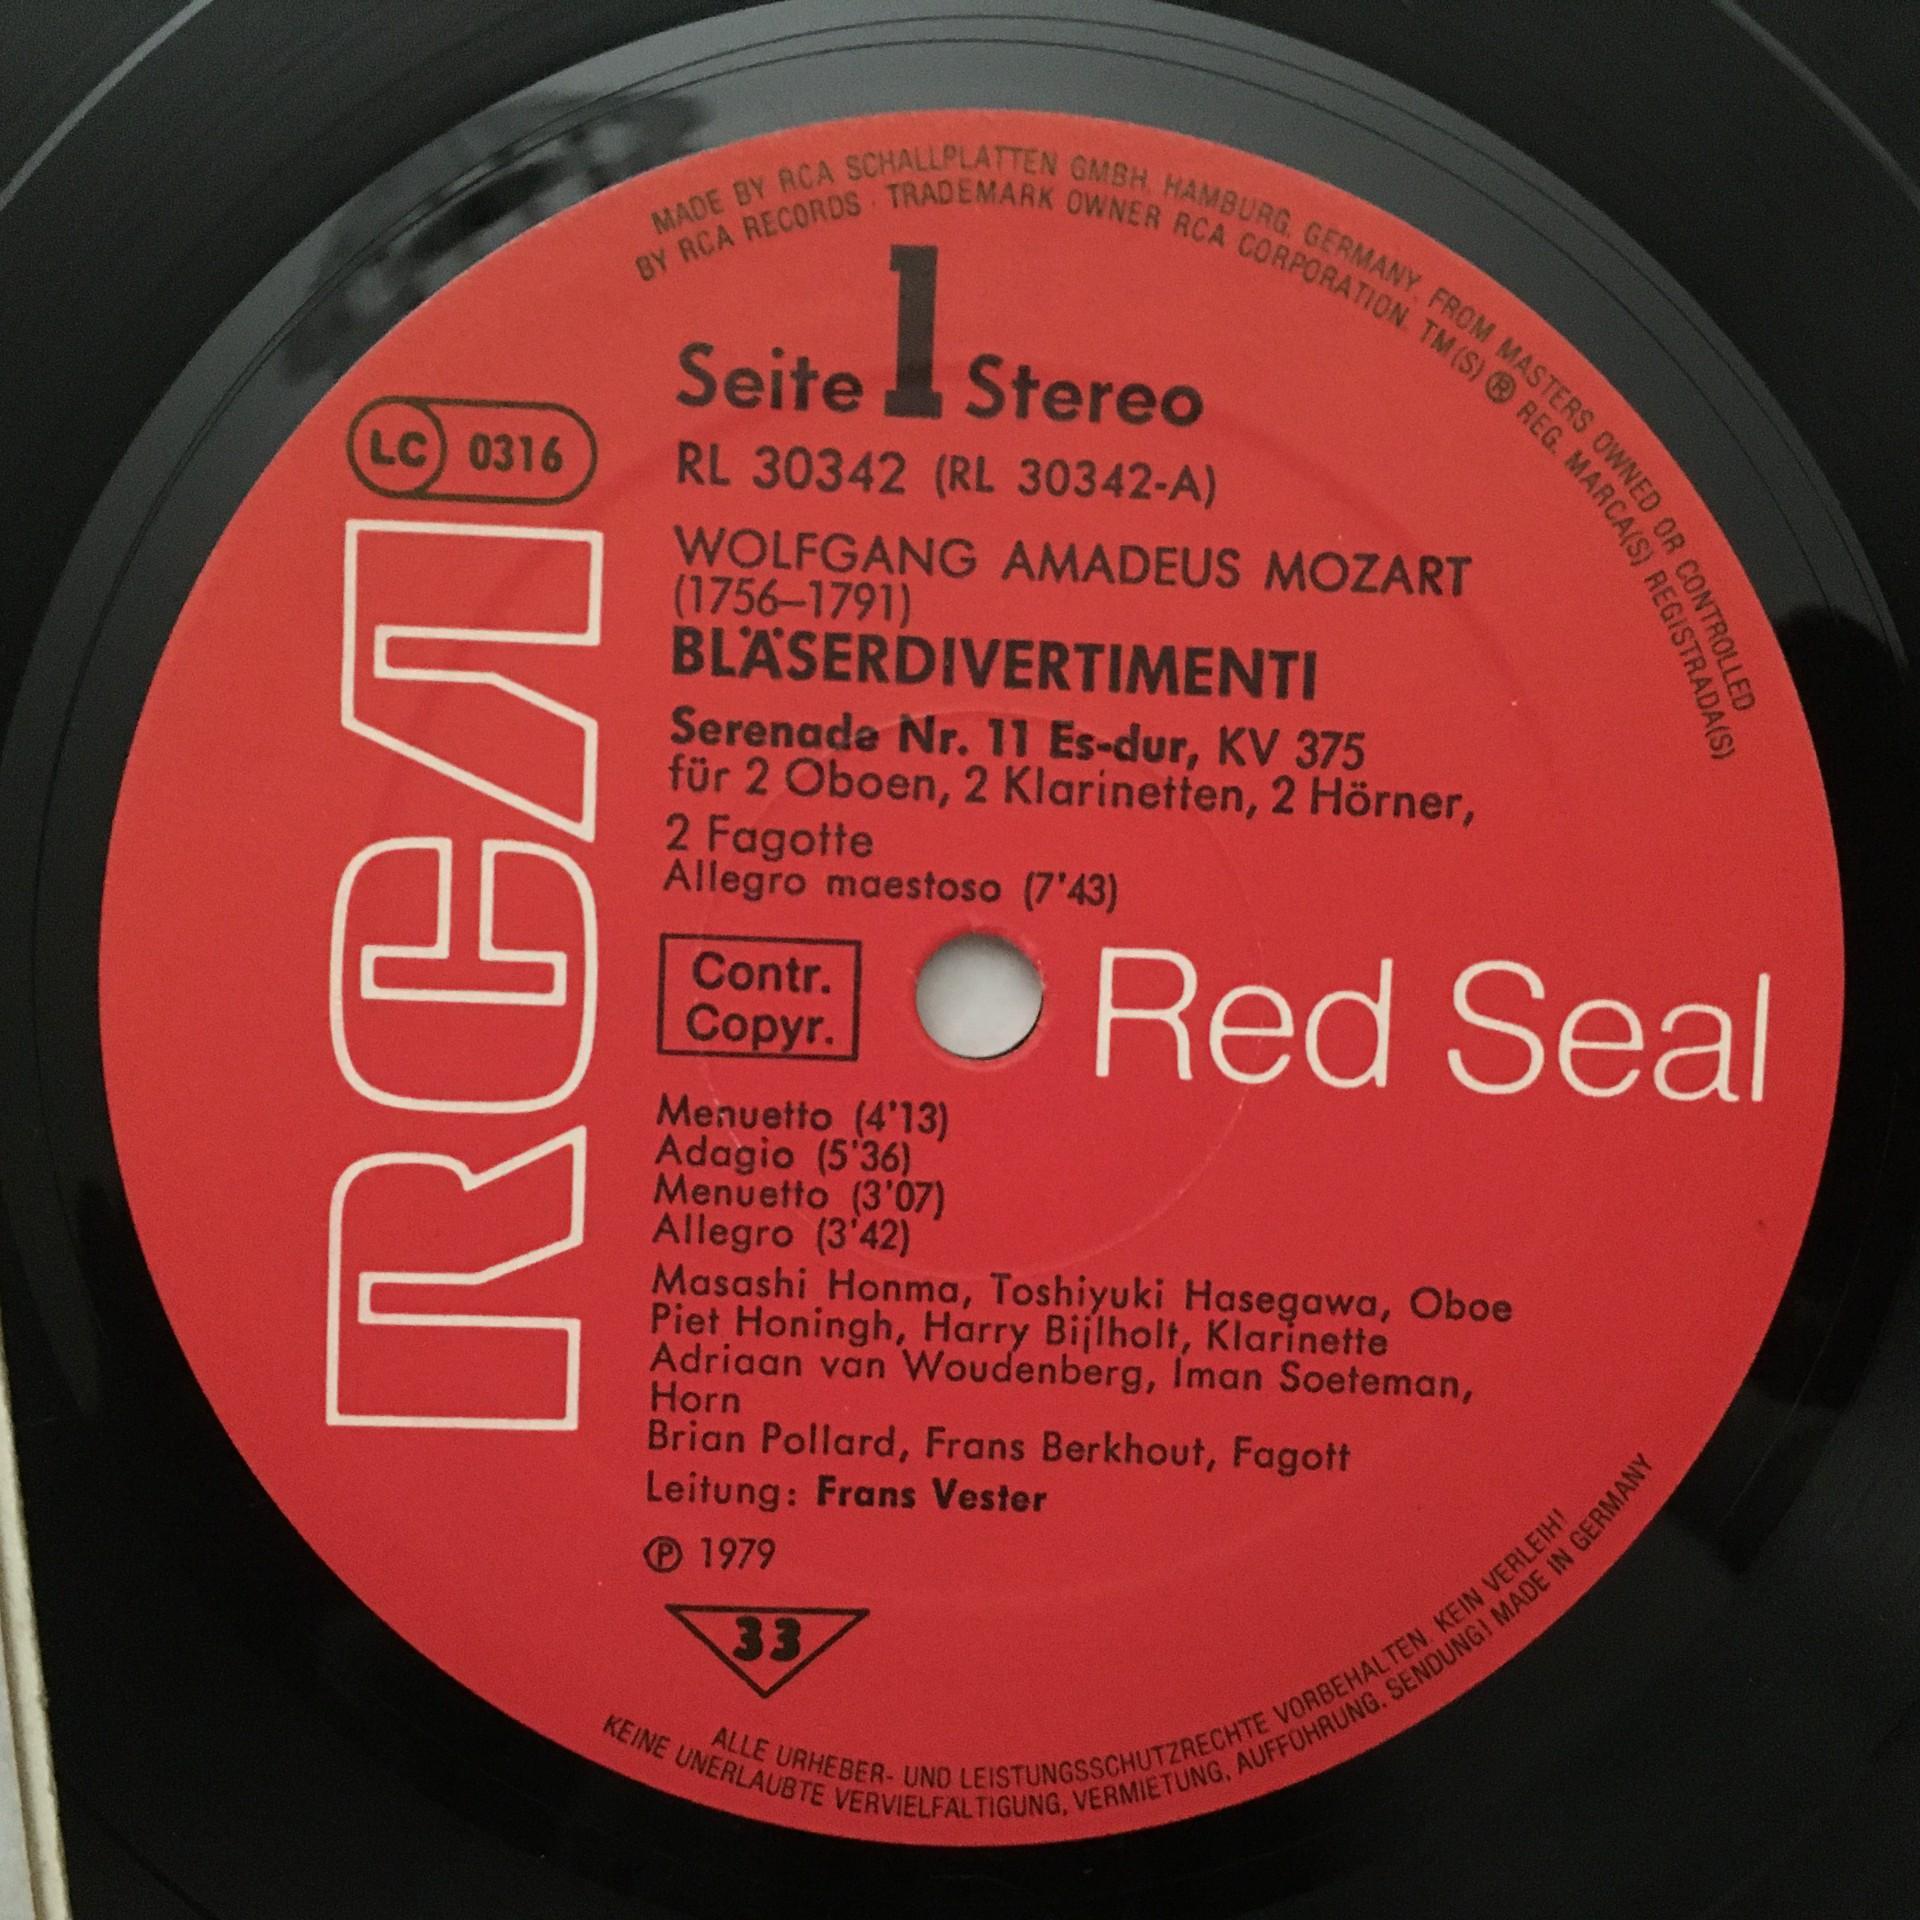 MADE BY RCA SCHALLPLATTEN GMBH, HAMBURG, GERMANY. FROM MASTERS OWNED OR CONTROLLED
BY RCA RECORDS · TRADEMARK OWNER RCA CORPORATION. TM(S) ® REG. MARCA(S) REGISTRADA(S)
Seite 1 Stereo
LC 0316
RL 30342 (RL 30342-A)
RCA
WOLFGANG AMADEUS MOZART
(1756–1791)
BLÄSERDIVERTIMENTI
Serenade Nr. 11 Es-dur, KV 375
für 2 Oboen, 2 Klarinetten, 2 Hörner,
2 Fagotte
Allegro maestoso (7'43)
Contr.
Copyr.
Red Seal
Menuetto (4'13)
Adagio (5'36)
Menuetto (3'07)
Allegro (3'42)
Masashi Honma, Toshiyuki Hasegawa, Oboe
Piet Honingh, Harry Bijlholt, Klarinette
Adriaan van Woudenberg, Iman Soeteman,
Horn
Brian Pollard, Frans Berkhout, Fagott
Leitung: Frans Vester
℗ 1979
33
ALLE URHEBER- UND LEISTUNGSSCHUTZRECHTE VORBEHALTEN. KEIN VERLEIH!
KEINE UNERLAUBTE VERVIELFÄLTIGUNG, VERMIETUNG, AUFFÜHRUNG, SENDUNG! MADE IN GERMANY